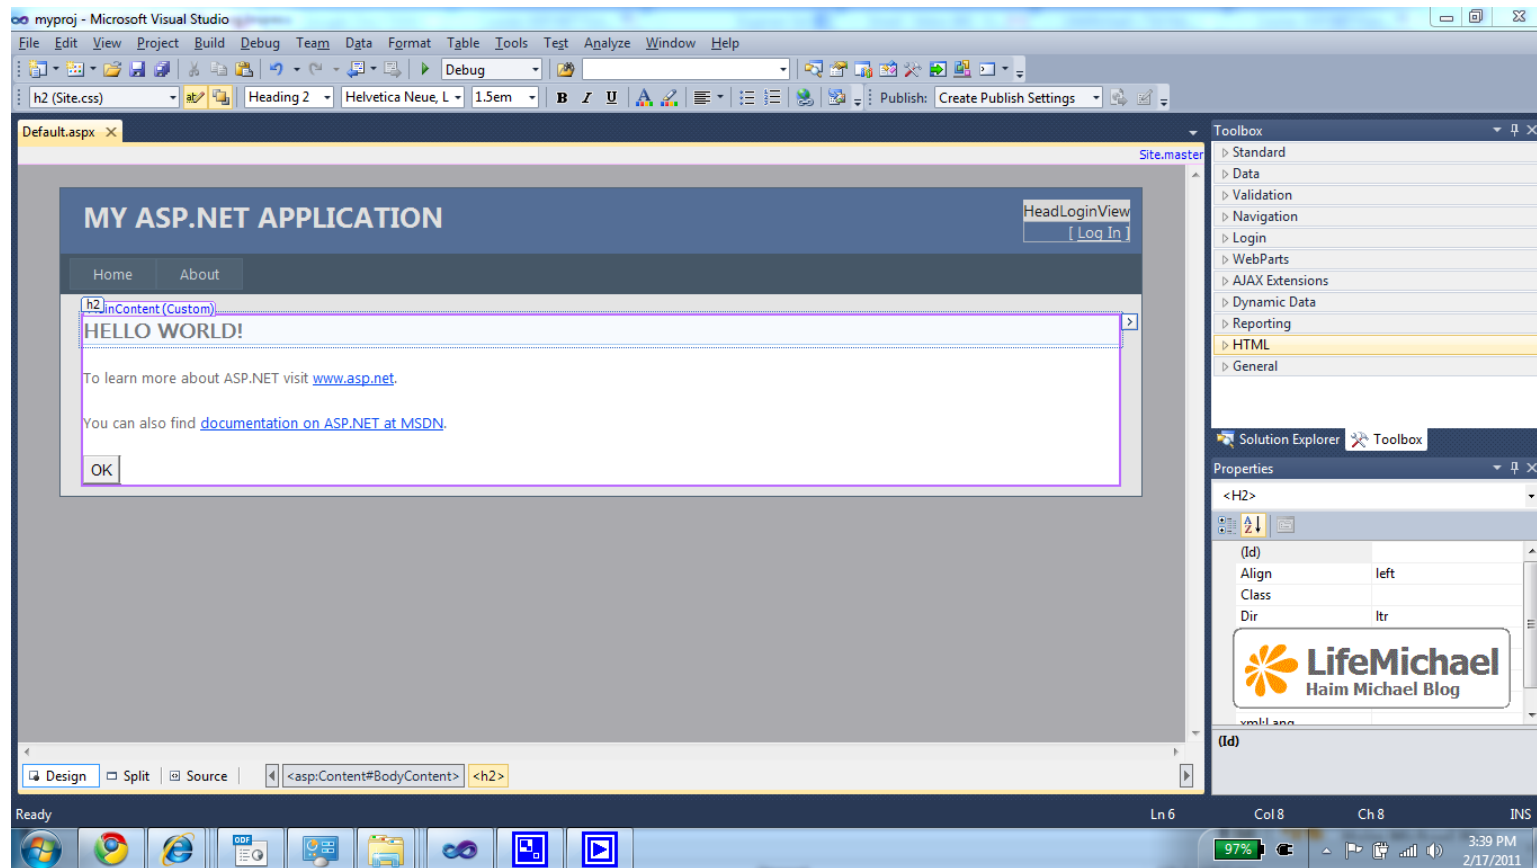 myproj - Microsoft Visual Studio
File Edit View Project Build Debug Team Data Format Table Tools Test Analyze Window Help
Debug
h2 (Site.css) Heading 2 Helvetica Neue, L 1.5em B I U A Publish: Create Publish Settings
Default.aspx
Site.master
MY ASP.NET APPLICATION
HeadLoginView
[ Log In ]
Home About
h2
inContent (Custom)
HELLO WORLD!
To learn more about ASP.NET visit www.asp.net.
You can also find documentation on ASP.NET at MSDN.
OK
Design Split Source <asp:Content#BodyContent> <h2>
Toolbox
Standard
Data
Validation
Navigation
Login
WebParts
AJAX Extensions
Dynamic Data
Reporting
HTML
General
Solution Explorer Toolbox
Properties
<H2>
(Id)
Align left
Class
Dir ltr
LifeMichael
Haim Michael Blog
xml:Lang
(Id)
Ready Ln 6 Col 8 Ch 8 INS
ODF
97%
3:39 PM
2/17/2011